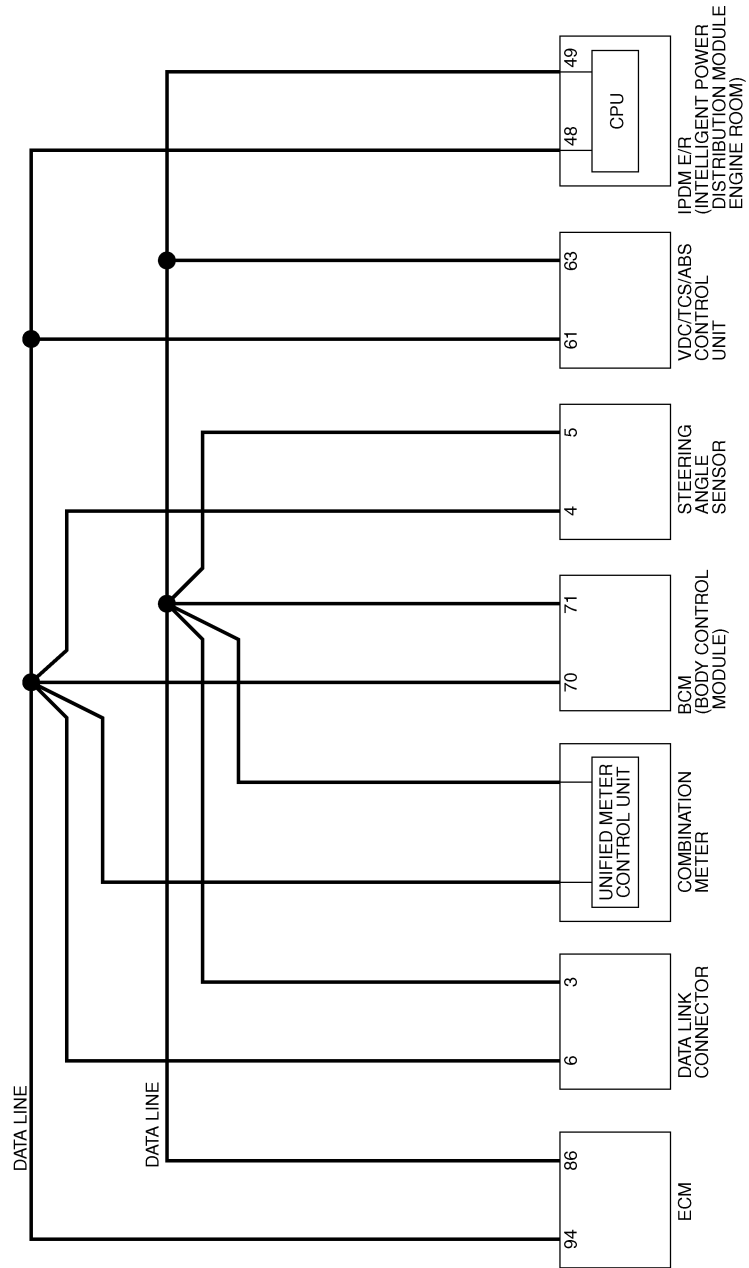 DATA LINE
DATA LINE
94
86
ECM
6
3
DATA LINK
CONNECTOR
UNIFIED METER
CONTROL UNIT
COMBINATION
METER
70
71
BCM
(BODY CONTROL
MODULE)
4
5
STEERING
ANGLE
SENSOR
61
63
VDC/TCS/ABS
CONTROL
UNIT
48
49
CPU
IPDM E/R
(INTELLIGENT POWER
DISTRIBUTION MODULE
ENGINE ROOM)